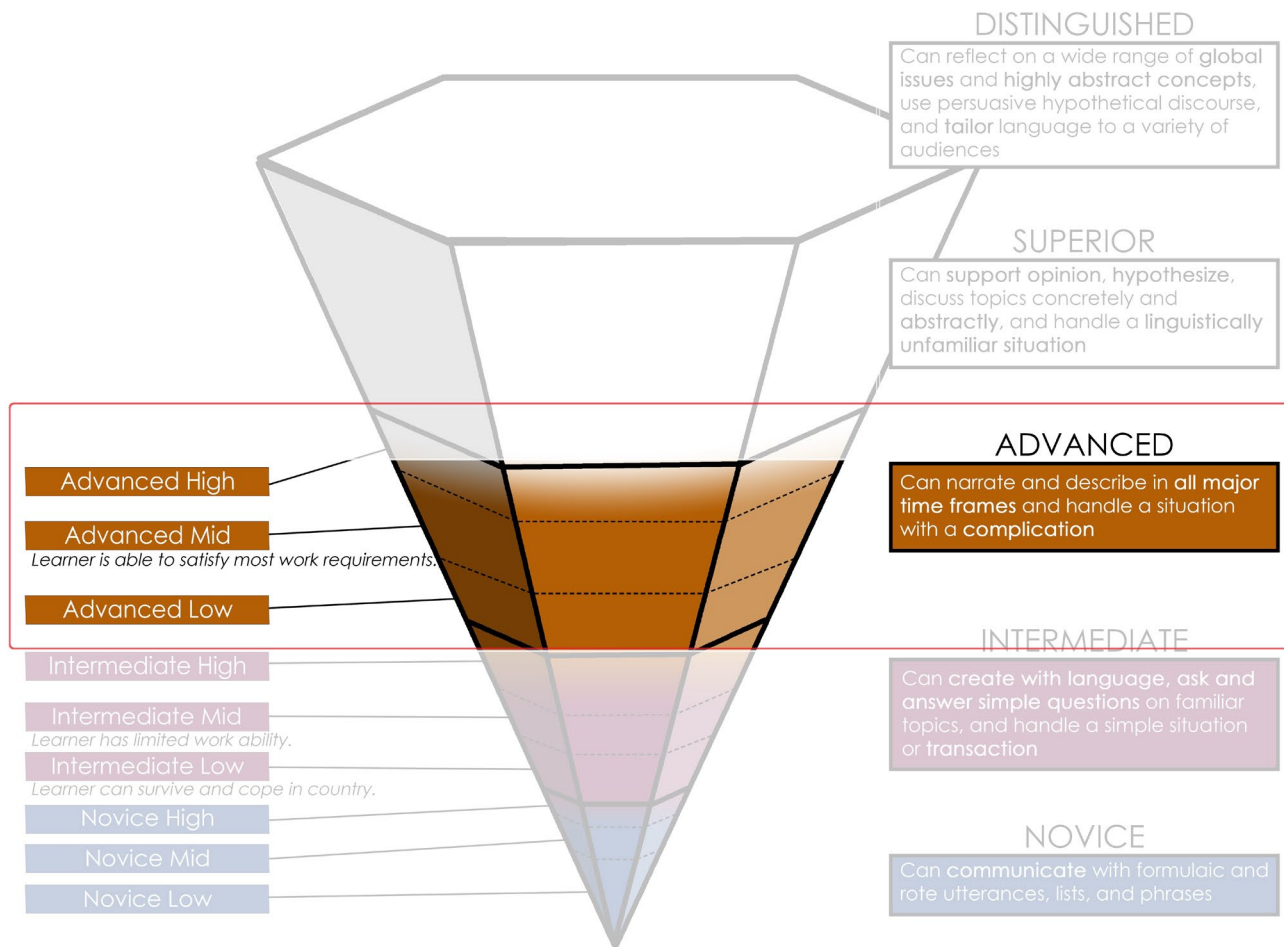 DISTINGUISHED
Can reflect on a wide range of global
issues and highly abstract concepts,
use persuasive hypothetical discourse,
and tailor language to a variety of
audiences
SUPERIOR
Can support opinion, hypothesize,
discuss topics concretely and
abstractly, and handle a linguistically
unfamiliar situation
ADVANCED
Can narrate and describe in all major
time frames and handle a situation
with a complication
Advanced High
Advanced Mid
Learner is able to satisfy most work requirements.
Advanced Low
INTERMEDIATE
Can create with language, ask and
answer simple questions on familiar
topics, and handle a simple situation
or transaction
Intermediate High
Intermediate Mid
Learner has limited work ability.
Intermediate Low
Learner can survive and cope in country.
NOVICE
Can communicate with formulaic and
rote utterances, lists, and phrases
Novice High
Novice Mid
Novice Low